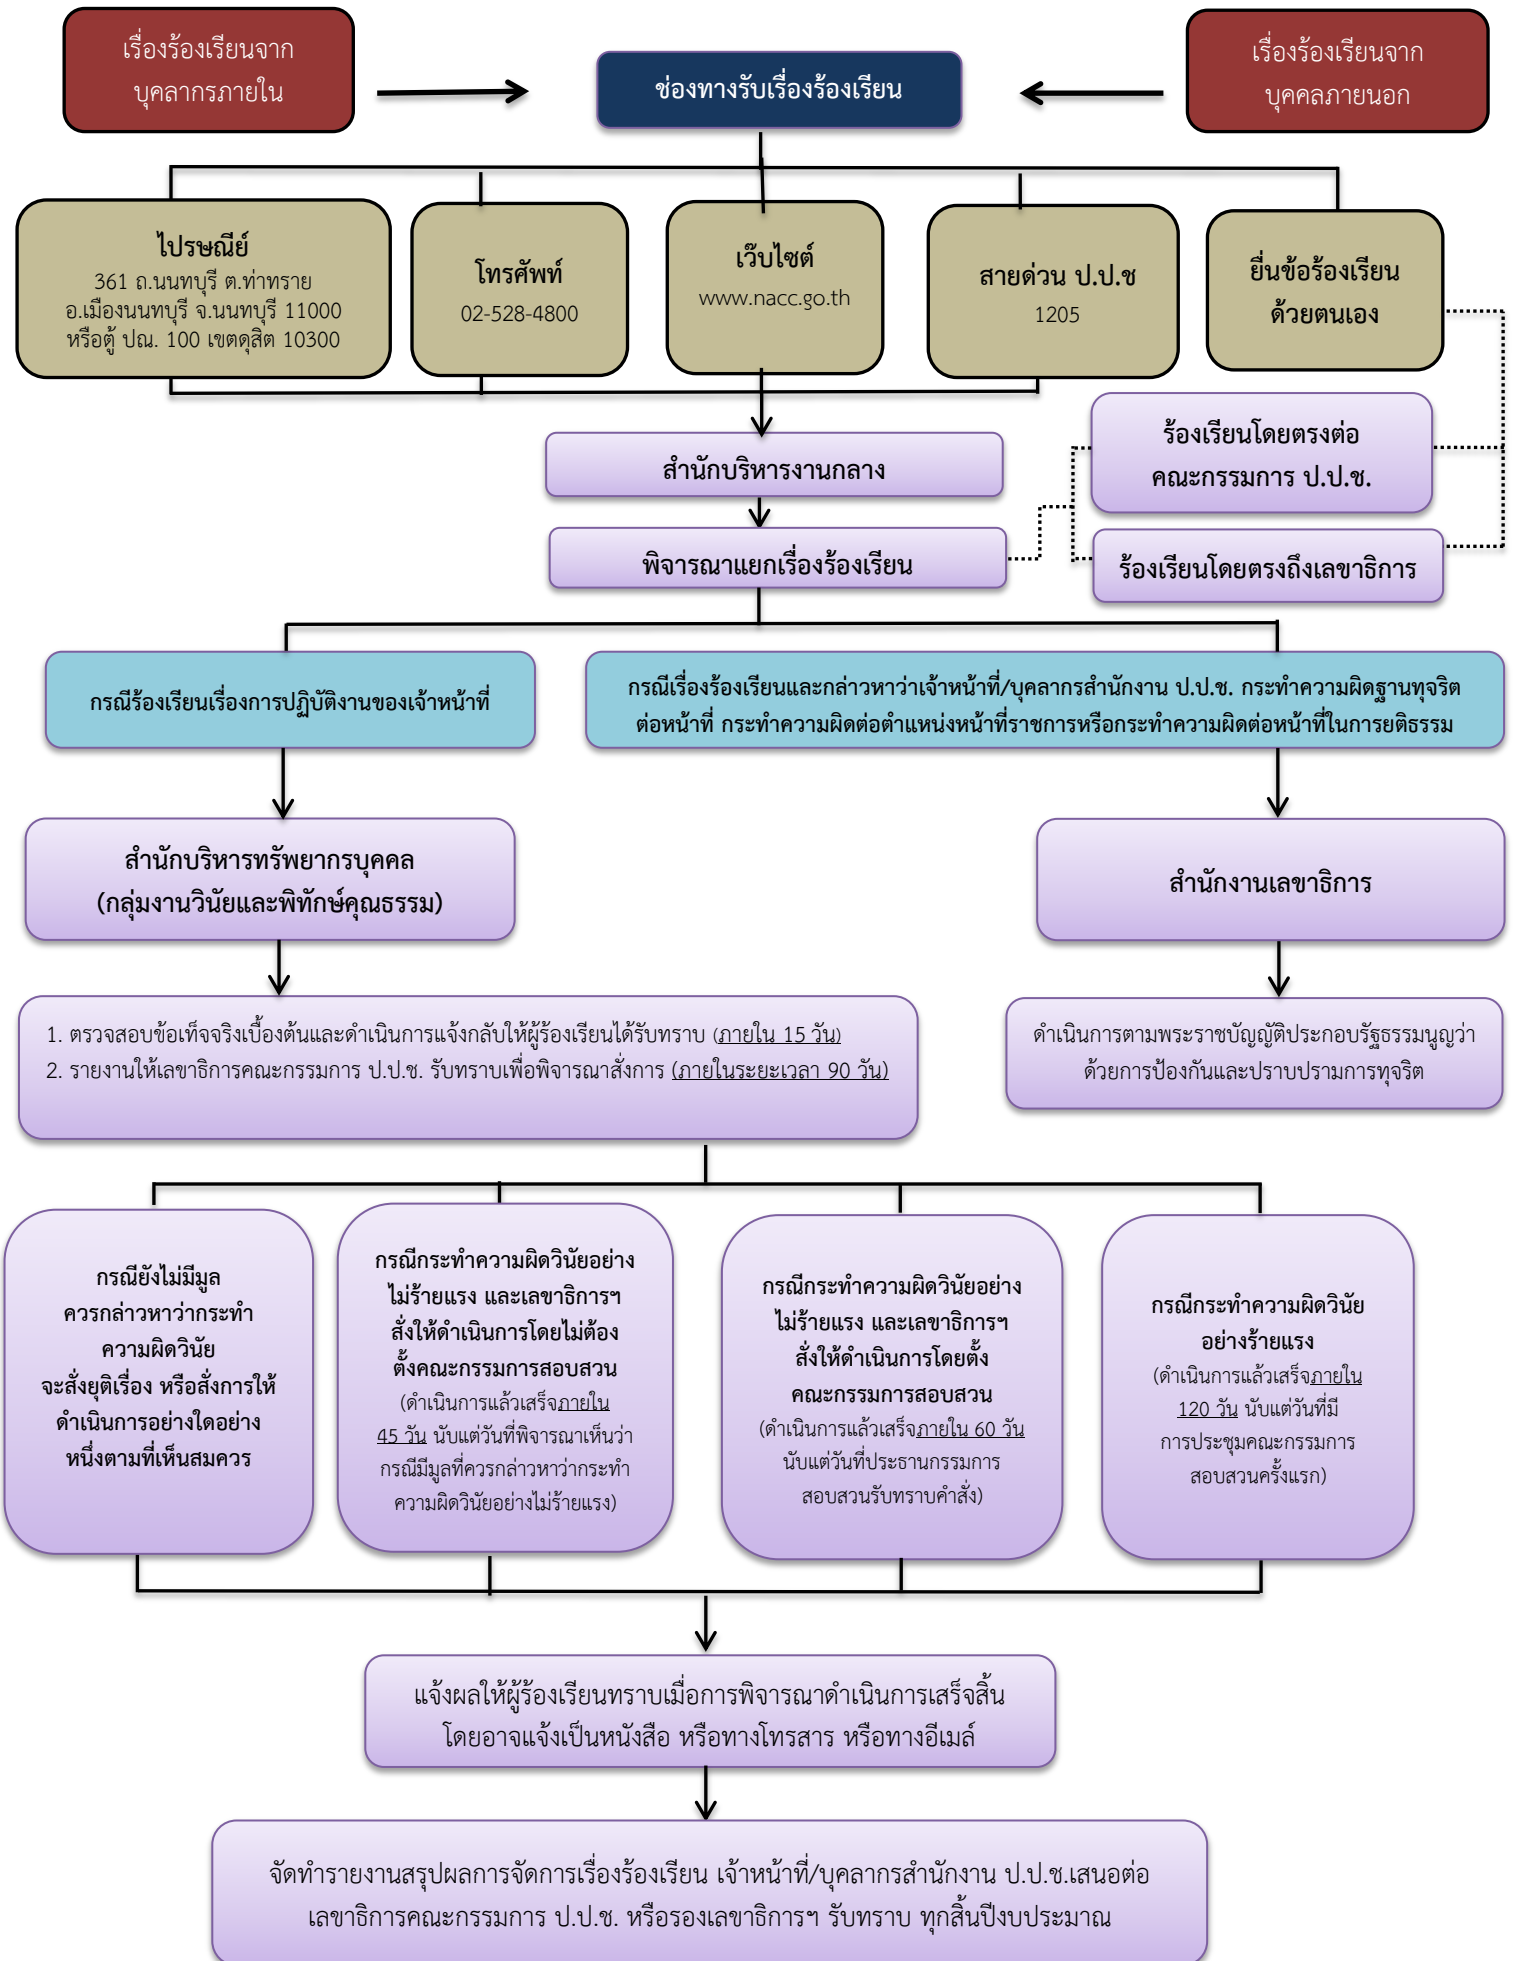 เรื่องร้องเรียนจาก
บุคลากรภายใน
ช่องทางรับเรื่องร้องเรียน
เรื่องร้องเรียนจาก
บุคคลภายนอก
ไปรษณีย์
361 ถ.นนทบุรี ต.ท่าทราย
อ.เมืองนนทบุรี จ.นนทบุรี 11000
หรือตู้ ปณ. 100 เขตดุสิต 10300
โทรศัพท์
02-528-4800
เว๊บไซต์
www.nacc.go.th
สายด่วน ป.ป.ช
1205
ยื่นข้อร้องเรียน
ด้วยตนเอง
ร้องเรียนโดยตรงต่อ
คณะกรรมการ ป.ป.ช.
สำนักบริหารงานกลาง
พิจารณาแยกเรื่องร้องเรียน
ร้องเรียนโดยตรงถึงเลขาธิการ
กรณีร้องเรียนเรื่องการปฏิบัติงานของเจ้าหน้าที่
กรณีเรื่องร้องเรียนและกล่าวหาว่าเจ้าหน้าที่/บุคลากรสำนักงาน ป.ป.ช. กระทำความผิดฐานทุจริต
ต่อหน้าที่ กระทำความผิดต่อตำแหน่งหน้าที่ราชการหรือกระทำความผิดต่อหน้าที่ในการยติธรรม
สำนักบริหารทรัพยากรบุคคล
(กลุ่มงานวินัยและพิทักษ์คุณธรรม)
สำนักงานเลขาธิการ
1. ตรวจสอบข้อเท็จจริงเบื้องต้นและดำเนินการแจ้งกลับให้ผู้ร้องเรียนได้รับทราบ (ภายใน 15 วัน)
2. รายงานให้เลขาธิการคณะกรรมการ ป.ป.ช. รับทราบเพื่อพิจารณาสั่งการ (ภายในระยะเวลา 90 วัน)
ดำเนินการตามพระราชบัญญัติประกอบรัฐธรรมนูญว่า
ด้วยการป้องกันและปราบปรามการทุจริต
กรณียังไม่มีมูล
ควรกล่าวหาว่ากระทำ
ความผิดวินัย
จะสั่งยุติเรื่อง หรือสั่งการให้
ดำเนินการอย่างใดอย่าง
หนึ่งตามที่เห็นสมควร
กรณีกระทำความผิดวินัยอย่าง
ไม่ร้ายแรง และเลขาธิการฯ
สั่งให้ดำเนินการโดยไม่ต้อง
ตั้งคณะกรรมการสอบสวน
(ดำเนินการแล้วเสร็จภายใน
45 วัน นับแต่วันที่พิจารณาเห็นว่า
กรณีมีมูลที่ควรกล่าวหาว่ากระทำ
ความผิดวินัยอย่างไม่ร้ายแรง)
กรณีกระทำความผิดวินัยอย่าง
ไม่ร้ายแรง และเลขาธิการฯ
สั่งให้ดำเนินการโดยตั้ง
คณะกรรมการสอบสวน
(ดำเนินการแล้วเสร็จภายใน 60 วัน
นับแต่วันที่ประธานกรรมการ
สอบสวนรับทราบคำสั่ง)
กรณีกระทำความผิดวินัย
อย่างร้ายแรง
(ดำเนินการแล้วเสร็จภายใน
120 วัน นับแต่วันที่มี
การประชุมคณะกรรมการ
สอบสวนครั้งแรก)
แจ้งผลให้ผู้ร้องเรียนทราบเมื่อการพิจารณาดำเนินการเสร็จสิ้น
โดยอาจแจ้งเป็นหนังสือ หรือทางโทรสาร หรือทางอีเมล์
จัดทำรายงานสรุปผลการจัดการเรื่องร้องเรียน เจ้าหน้าที่/บุคลากรสำนักงาน ป.ป.ช.เสนอต่อ
เลขาธิการคณะกรรมการ ป.ป.ช. หรือรองเลขาธิการฯ รับทราบ ทุกสิ้นปีงบประมาณ